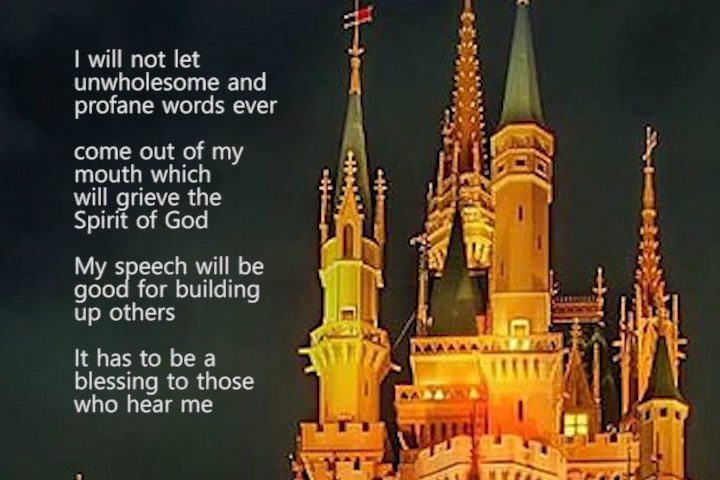 I will not let
unwholesome and
profane words ever
come out of my
mouth which
will grieve the
Spirit of God
My speech will be
good for building
up others
It has to be a
blessing to those
who hear me